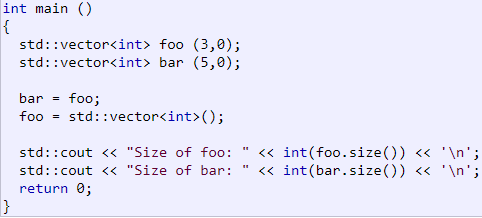 int main ()
{
  std::vector<int> foo (3,0);
  std::vector<int> bar (5,0);

  bar = foo;
  foo = std::vector<int>();

  std::cout << "Size of foo: " << int(foo.size()) << '\n';
  std::cout << "Size of bar: " << int(bar.size()) << '\n';
  return 0;
}